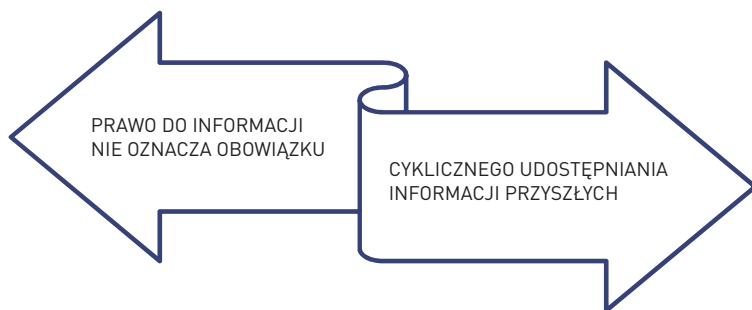 PRAWO DO INFORMACJI
NIE OZNACZA OBOWIĄZKU
CYKLICZNEGO UDOSTĘPNIANIA
INFORMACJI PRZYSZŁYCH